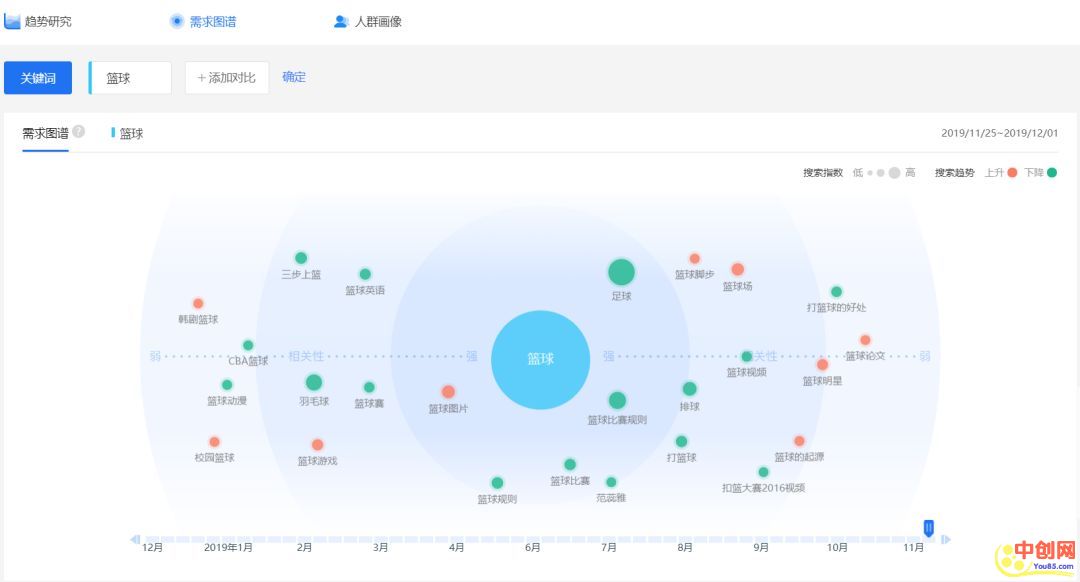 趋势研究 需求图谱 人群画像
关键词 篮球 +添加对比 确定
需求图谱 ? 篮球 2019/11/25~2019/12/01
搜索指数 低 高 搜索趋势 上升 下降
三步上篮
篮球英语
足球
篮球脚步
篮球场
打篮球的好处
韩剧篮球
CBA篮球
弱 相关性 强 篮球 强 相关性 弱
篮球论文
篮球视频
篮球明星
篮球动漫
羽毛球
篮球赛
篮球图片
篮球比赛规则
排球
校园篮球
篮球游戏
打篮球
篮球的起源
篮球规则
篮球比赛
范蕊雅
扣篮大赛2016视频
12月 2019年1月 2月 3月 4月 6月 7月 8月 9月 10月 11月
中创网
You85.com